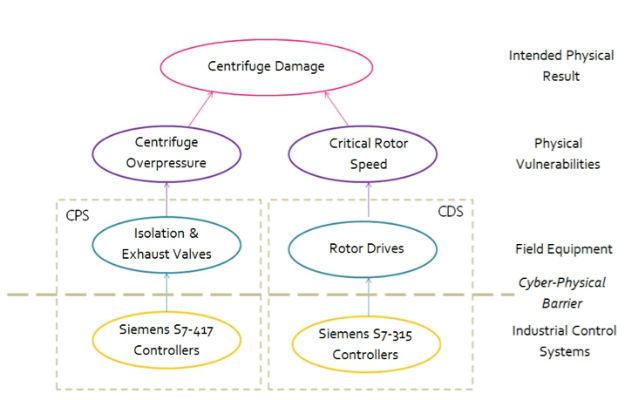 Centrifuge Damage
Intended Physical
Result
Centrifuge
Overpressure
Critical Rotor
Speed
Physical
Vulnerabilities
CPS
CDS
Isolation &
Exhaust Valves
Rotor Drives
Field Equipment
Cyber-Physical
Barrier
Siemens S7-417
Controllers
Siemens S7-315
Controllers
Industrial Control
Systems